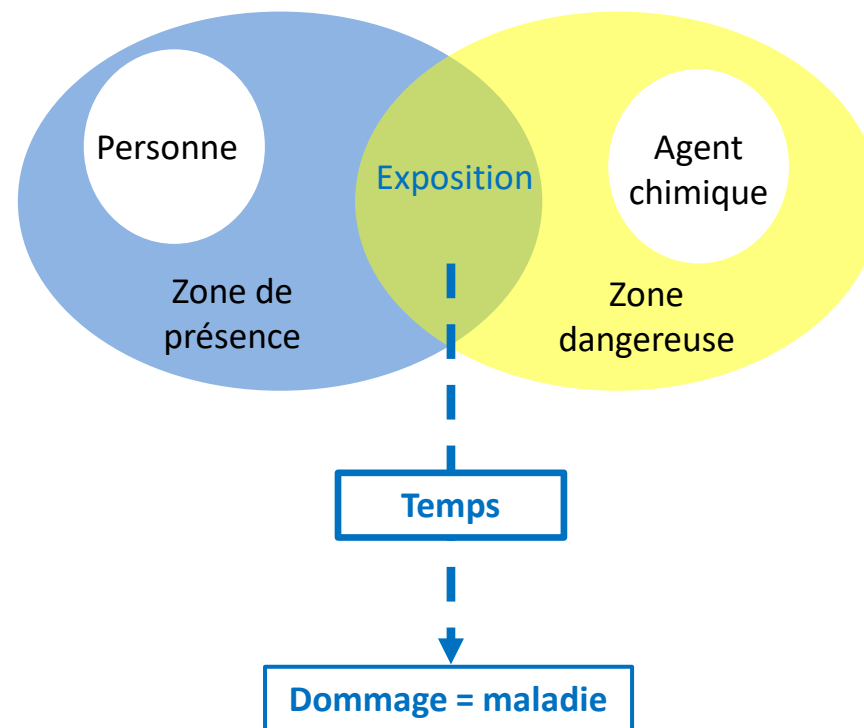 Personne
Exposition
Agent
chimique
Zone de
présence
Zone
dangereuse
Temps
Dommage = maladie